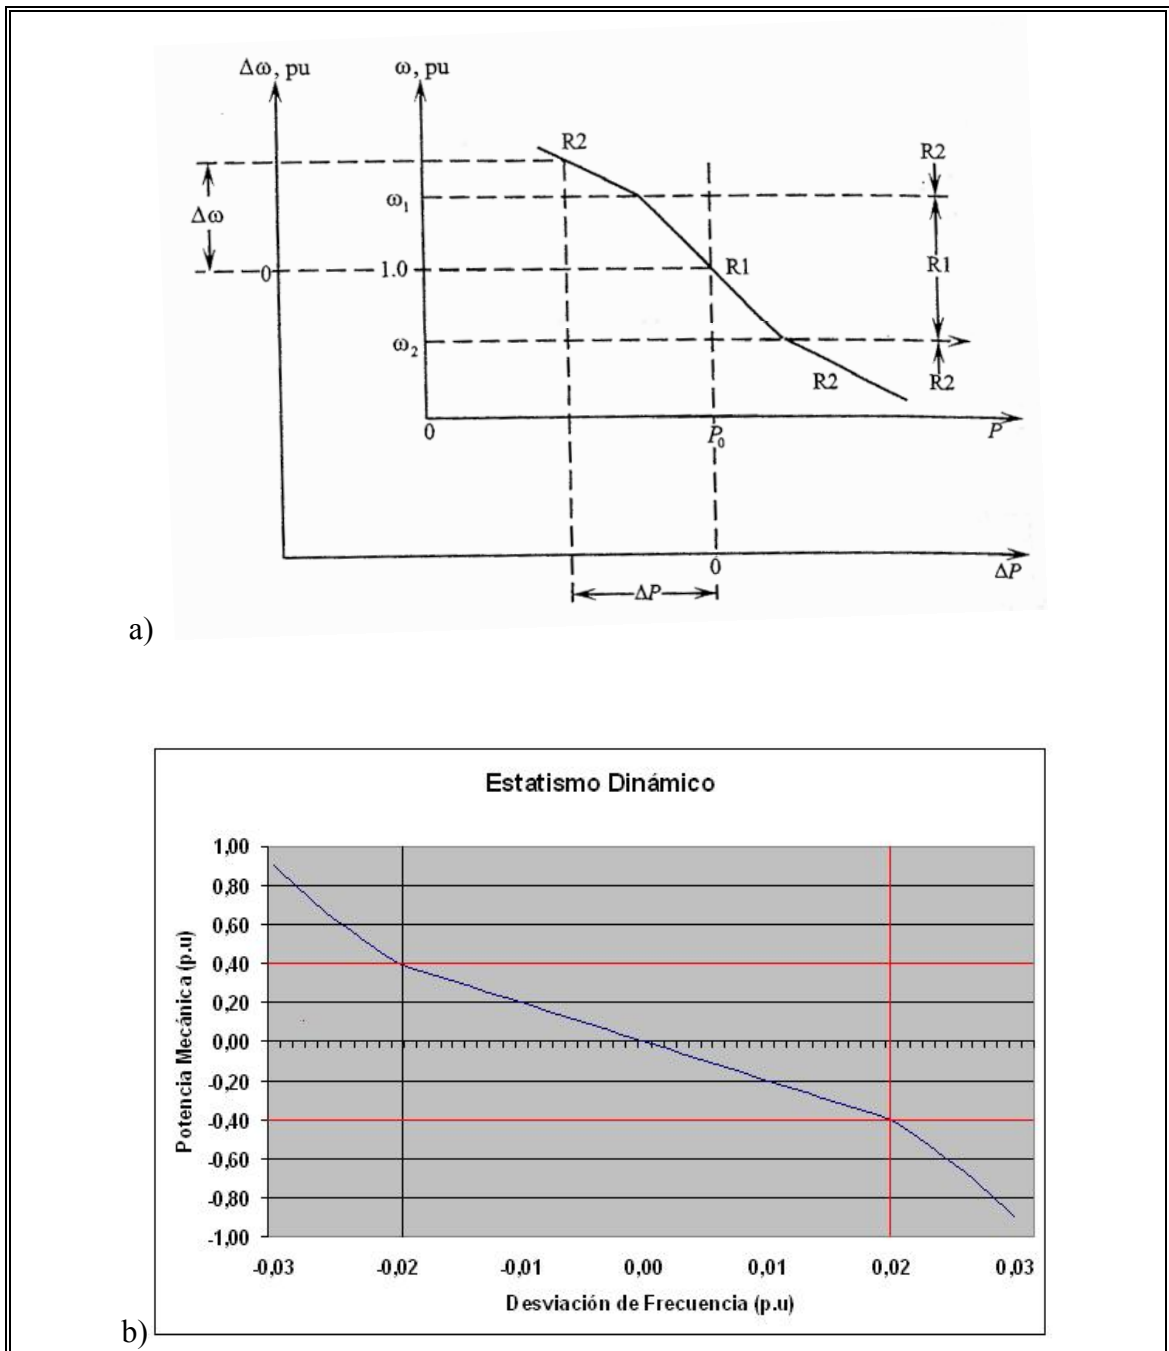 Δω, pu
ω, pu
R2
R2
ω1
Δω
0
1.0
R1
R1
ω2
R2
R2
0
P0
P
0
ΔP
ΔP
a)
Estatismo Dinámico
1,00
0,80
0,60
0,40
0,20
0,00
-0,20
-0,40
-0,60
-0,80
-1,00
Potencia Mecánica (p.u)
-0,03 -0,02 -0,01 0,00 0,01 0,02 0,03
Desviación de Frecuencia (p.u)
b)